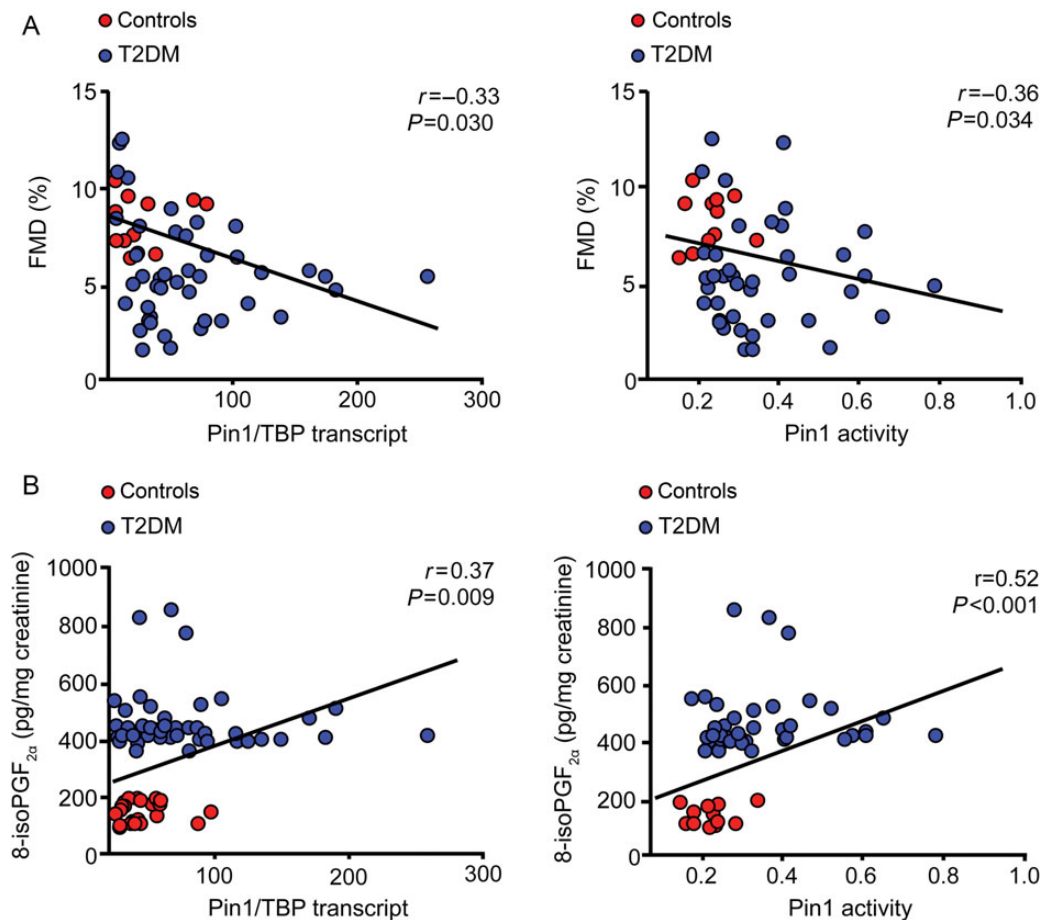 A
Controls
T2DM
15
10
5
0
FMD (%)
r=–0.33
P=0.030
100
200
300
Pin1/TBP transcript
Controls
T2DM
15
10
5
0
FMD (%)
r=–0.36
P=0.034
0.2
0.4
0.6
0.8
1.0
Pin1 activity
B
Controls
T2DM
1000
800
600
400
200
0
8-isoPGF₂α (pg/mg creatinine)
r=0.37
P=0.009
100
200
300
Pin1/TBP transcript
Controls
T2DM
1000
800
600
400
200
0
8-isoPGF₂α (pg/mg creatinine)
r=0.52
P<0.001
0.2
0.4
0.6
0.8
1.0
Pin1 activity